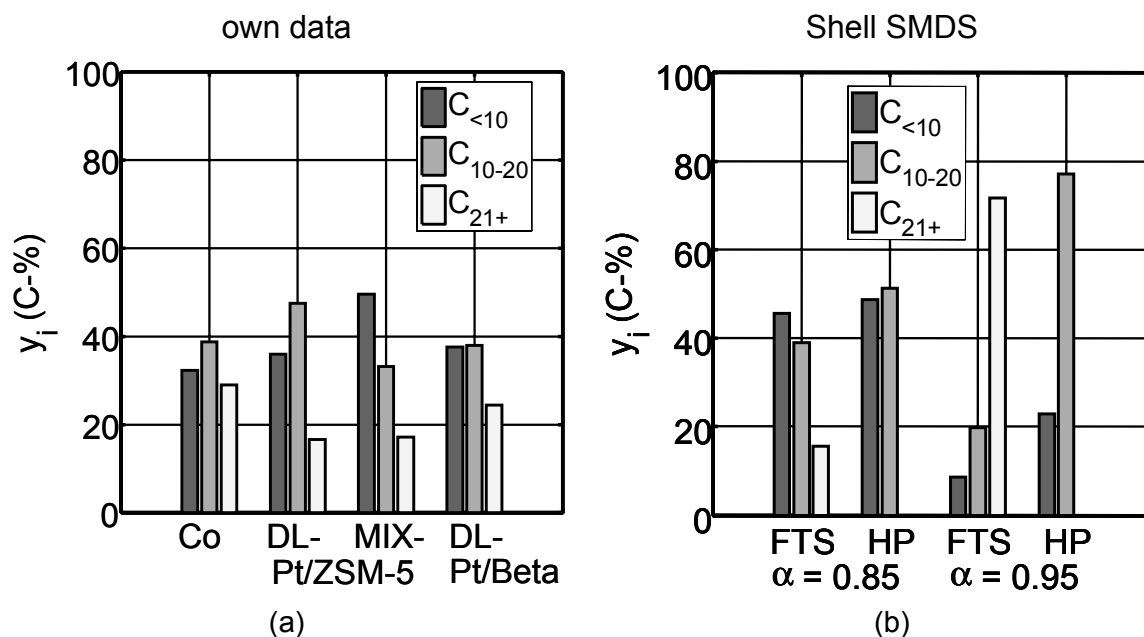 own data
100
80
60
40
20
0
y_i (C-%)
C_<10
C_10-20
C_21+
Co DL- MIX- DL-
Pt/ZSM-5 Pt/Beta
(a)
Shell SMDS
100
80
60
40
20
0
y_i (C-%)
C_<10
C_10-20
C_21+
FTS HP FTS HP
α = 0.85 α = 0.95
(b)